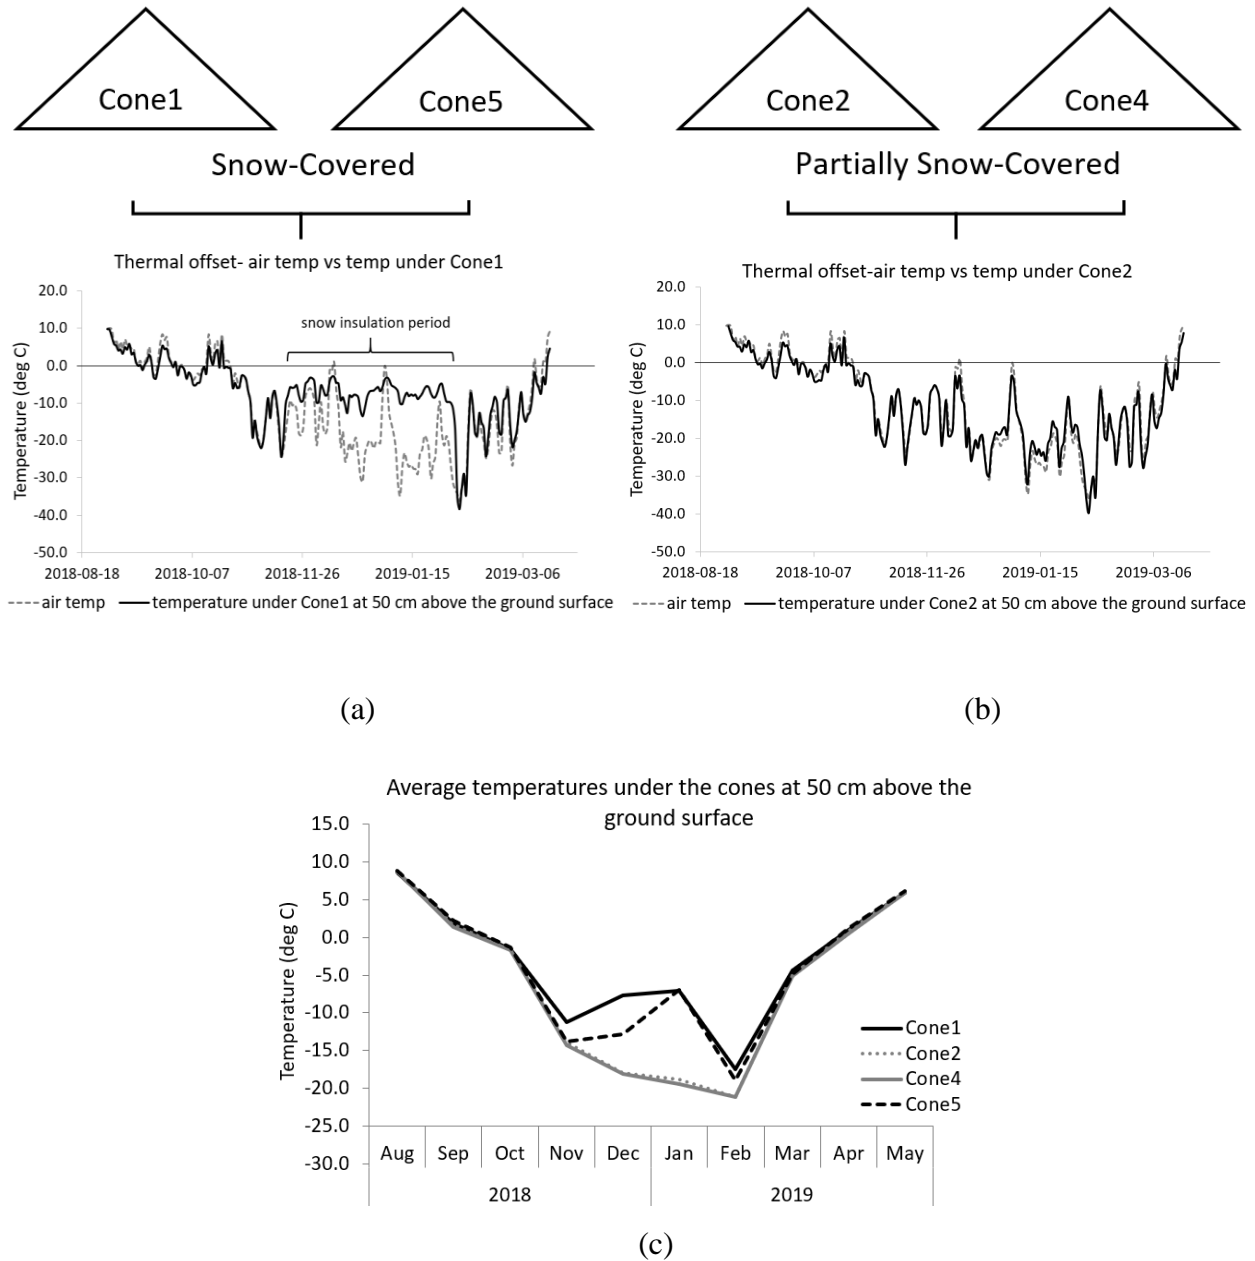 Cone1
Cone5
Cone2
Cone4
Snow-Covered
Partially Snow-Covered
Thermal offset- air temp vs temp under Cone1
20.0
10.0
0.0
-10.0
-20.0
-30.0
-40.0
-50.0
Temperature (deg C)
snow insulation period
2018-08-18 2018-10-07 2018-11-26 2019-01-15 2019-03-06
air temp temperature under Cone1 at 50 cm above the ground surface
(a)
Thermal offset-air temp vs temp under Cone2
20.0
10.0
0.0
-10.0
-20.0
-30.0
-40.0
-50.0
Temperature (deg C)
2018-08-18 2018-10-07 2018-11-26 2019-01-15 2019-03-06
air temp temperature under Cone2 at 50 cm above the ground surface
(b)
Average temperatures under the cones at 50 cm above the
ground surface
15.0
10.0
5.0
0.0
-5.0
-10.0
-15.0
-20.0
-25.0
-30.0
Temperature (deg C)
Cone1
Cone2
Cone4
Cone5
Aug Sep Oct Nov Dec Jan Feb Mar Apr May
2018 2019
(c)